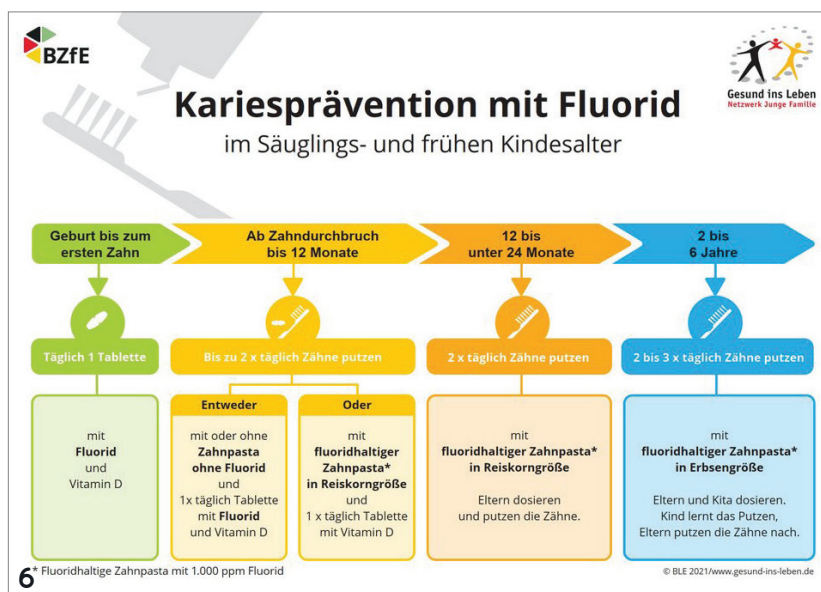 BZfE
Gesund ins Leben
Netzwerk Junge Familie
Kariesprävention mit Fluorid
im Säuglings- und frühen Kindesalter
Geburt bis zum
ersten Zahn
Täglich 1 Tablette
mit
Fluorid
und
Vitamin D
Ab Zahndurchbruch
bis 12 Monate
Bis zu 2 x täglich Zähne putzen
Entweder
mit oder ohne
Zahnpasta
ohne Fluorid
und
1x täglich Tablette
mit Fluorid
und Vitamin D
Oder
mit
fluoridhaltiger
Zahnpasta*
in Reiskorngröße
und
1 x täglich Tablette
mit Vitamin D
12 bis
unter 24 Monate
2 x täglich Zähne putzen
mit
fluoridhaltiger Zahnpasta*
in Reiskorngröße
Eltern dosieren
und putzen die Zähne.
2 bis
6 Jahre
2 bis 3 x täglich Zähne putzen
mit
fluoridhaltiger Zahnpasta*
in Erbsengröße
Eltern und Kita dosieren.
Kind lernt das Putzen,
Eltern putzen die Zähne nach.
6
* Fluoridhaltige Zahnpasta mit 1.000 ppm Fluorid
© BLE 2021/www.gesund-ins-leben.de